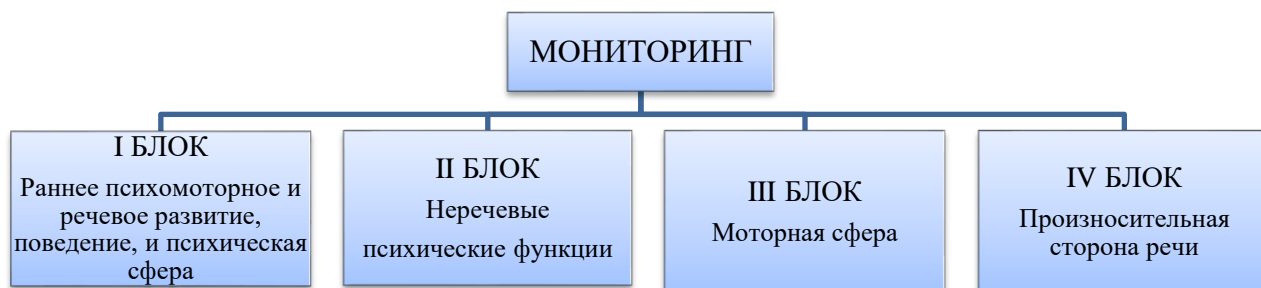 МОНИТОРИНГ
I БЛОК
Раннее психомоторное и
речевое развитие,
поведение, и психическая
сфера
II БЛОК
Неречевые
психические функции
III БЛОК
Моторная сфера
IV БЛОК
Произносительная
сторона речи